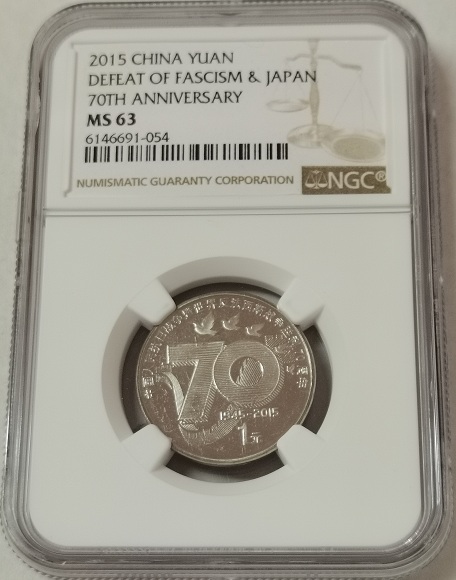 2015 CHINA YUAN
DEFEAT OF FASCISM & JAPAN
70TH ANNIVERSARY
MS 63
6146691-054
NUMISMATIC GUARANTY CORPORATION
NGC®
70
1945-2015
1元